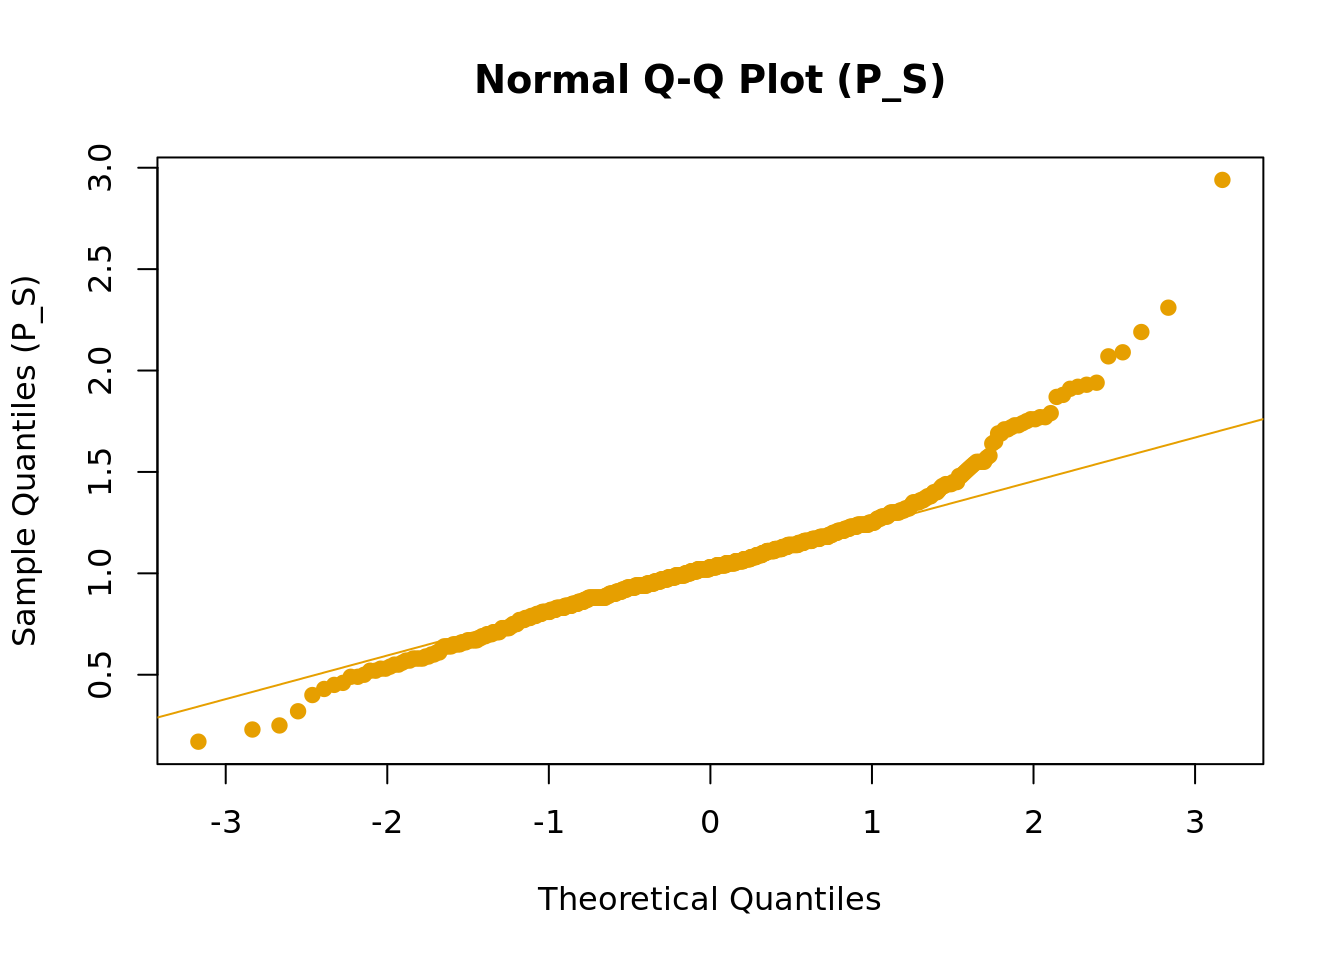 Normal Q-Q Plot (P_S)
Sample Quantiles (P_S)
3.0
2.5
2.0
1.5
1.0
0.5
-3 -2 -1 0 1 2 3
Theoretical Quantiles